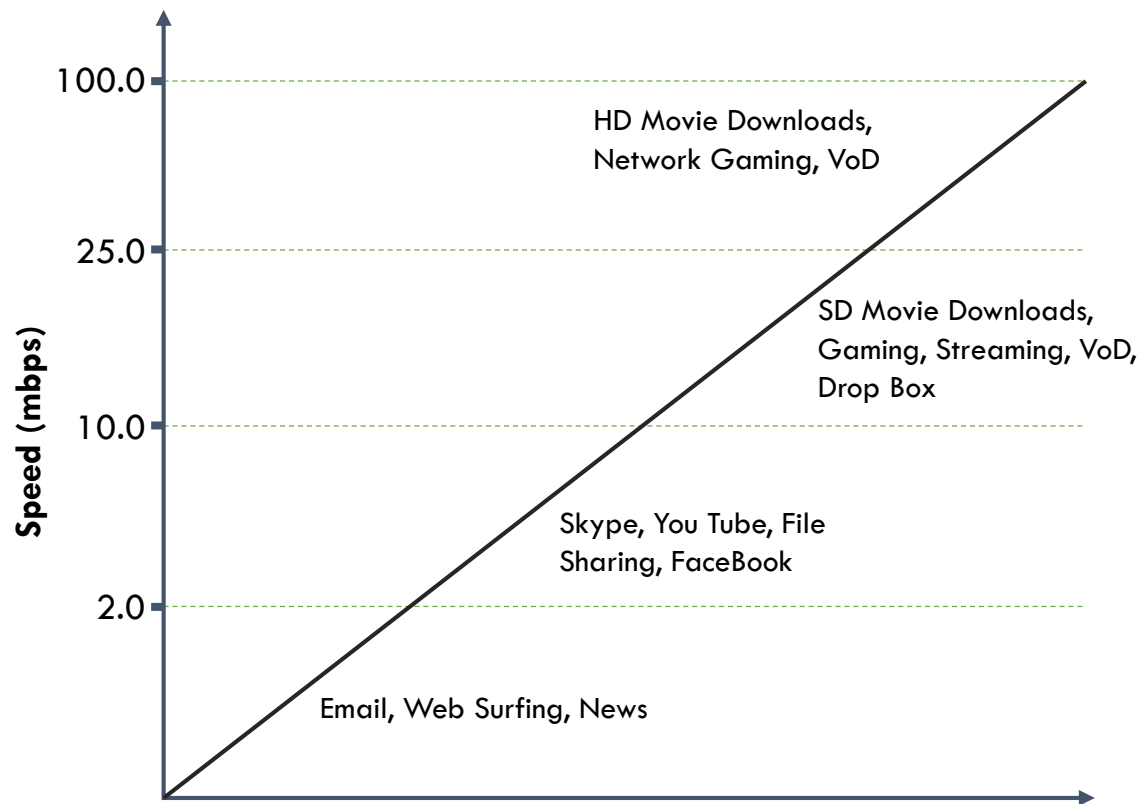 100.0
HD Movie Downloads,
Network Gaming, VoD
25.0
SD Movie Downloads,
Gaming, Streaming, VoD,
Drop Box
Speed (mbps)
10.0
Skype, You Tube, File
Sharing, FaceBook
2.0
Email, Web Surfing, News